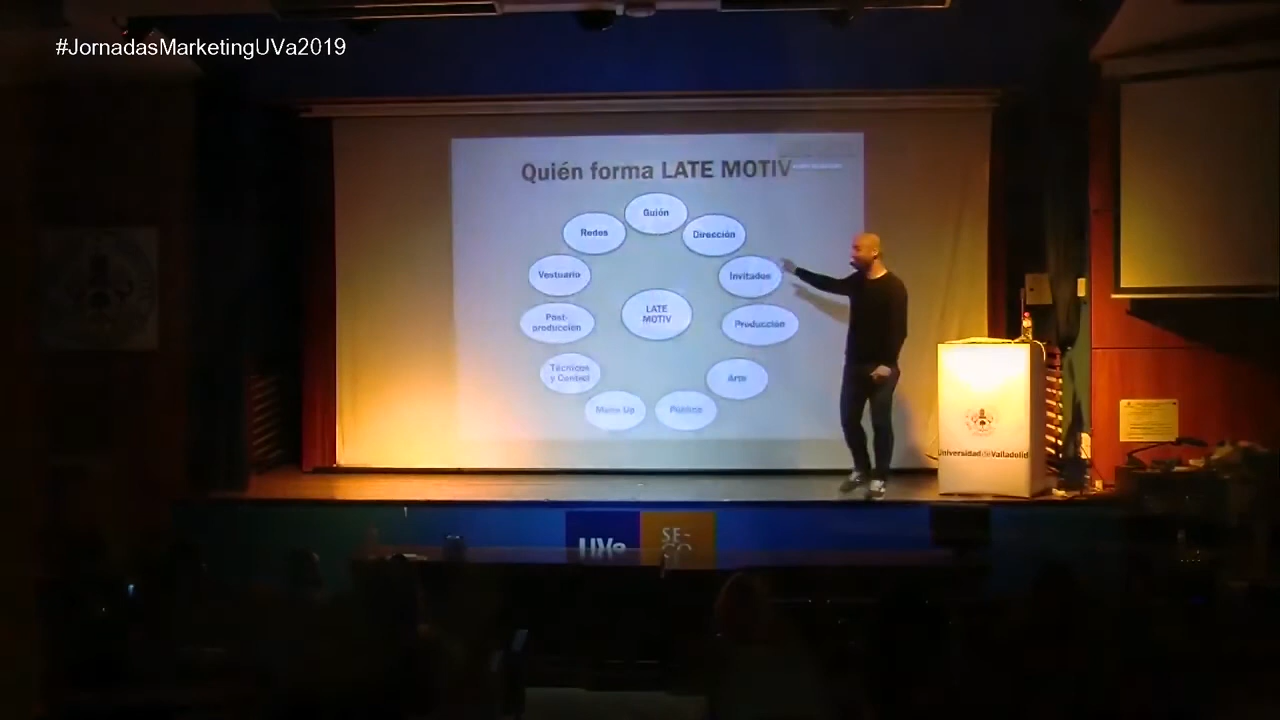 #JornadasMarketingUVa2019
Quién forma LATE MOTIV
Guión
Redes
Dirección
Vestuario
Invitados
LATE
MOTIV
Post-
producción
Producción
Técnicos
y Control
Arte
Make Up
Público
Universidad de Valladolid
UVa
SE-
CO